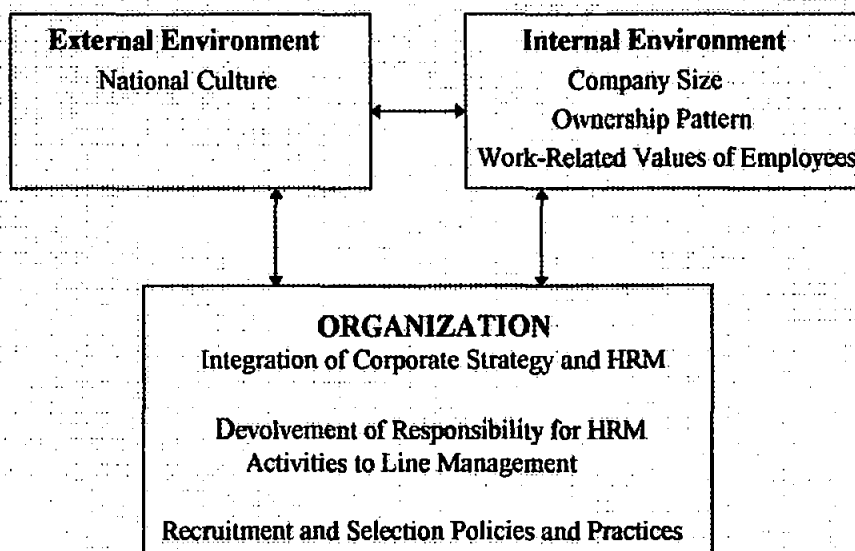 External Environment
National Culture
Internal Environment
Company Size
Ownership Pattern
Work-Related Values of Employees
ORGANIZATION
Integration of Corporate Strategy and HRM
Devolvement of Responsibility for HRM
Activities to Line Management
Recruitment and Selection Policies and Practices